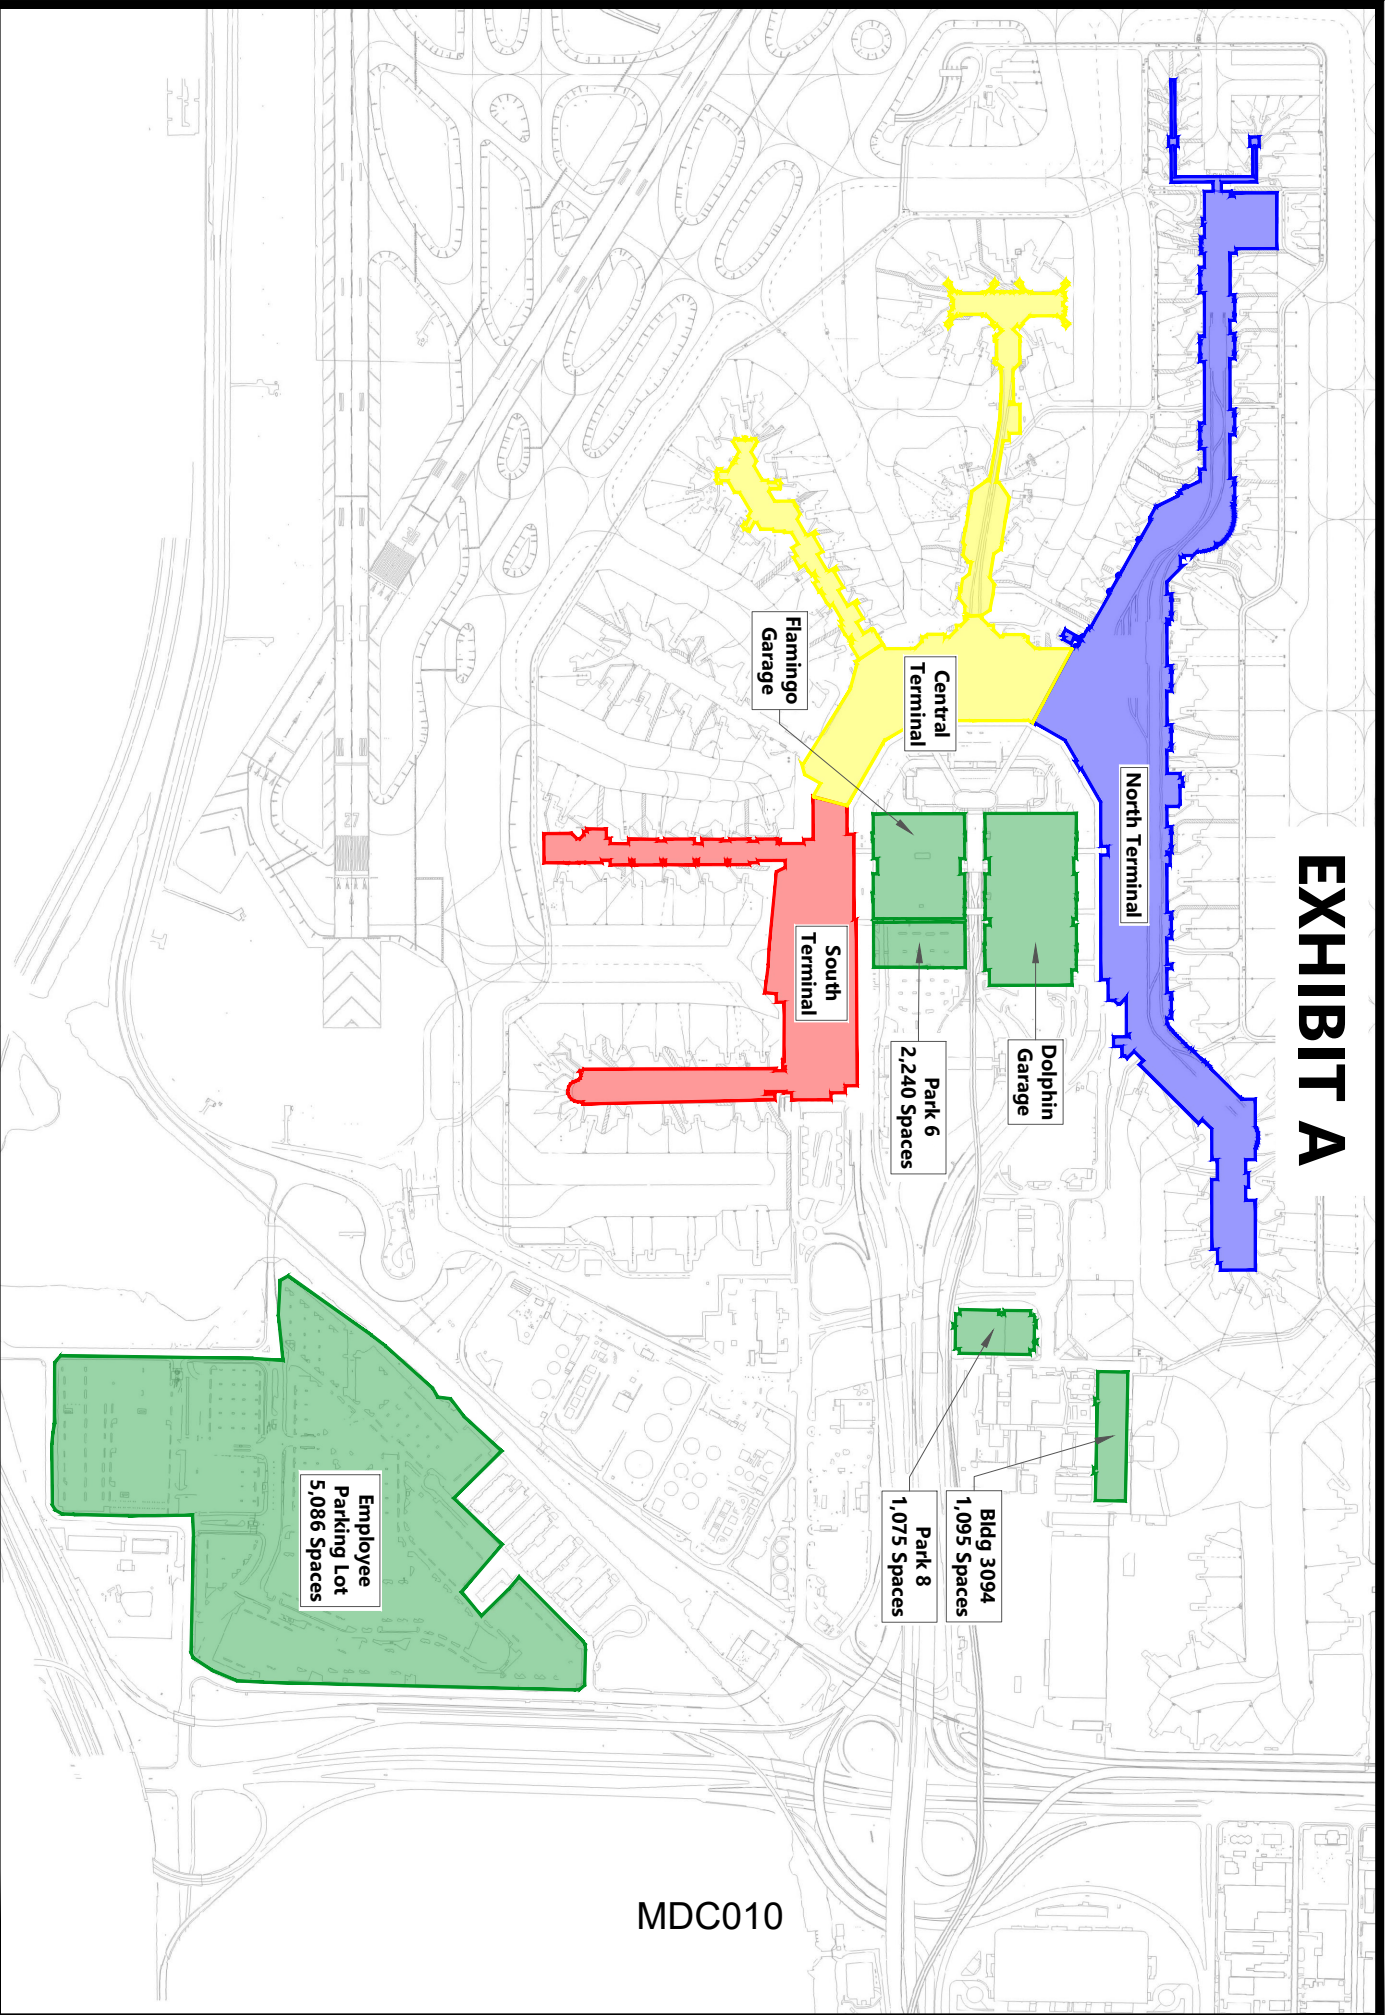 EXHIBIT A
North Terminal
Central
Terminal
Flamingo
Garage
South
Terminal
Dolphin
Garage
Park 6
2,240 Spaces
Bldg 3094
1,095 Spaces
Park 8
1,075 Spaces
Employee
Parking Lot
5,086 Spaces
27
MDC010